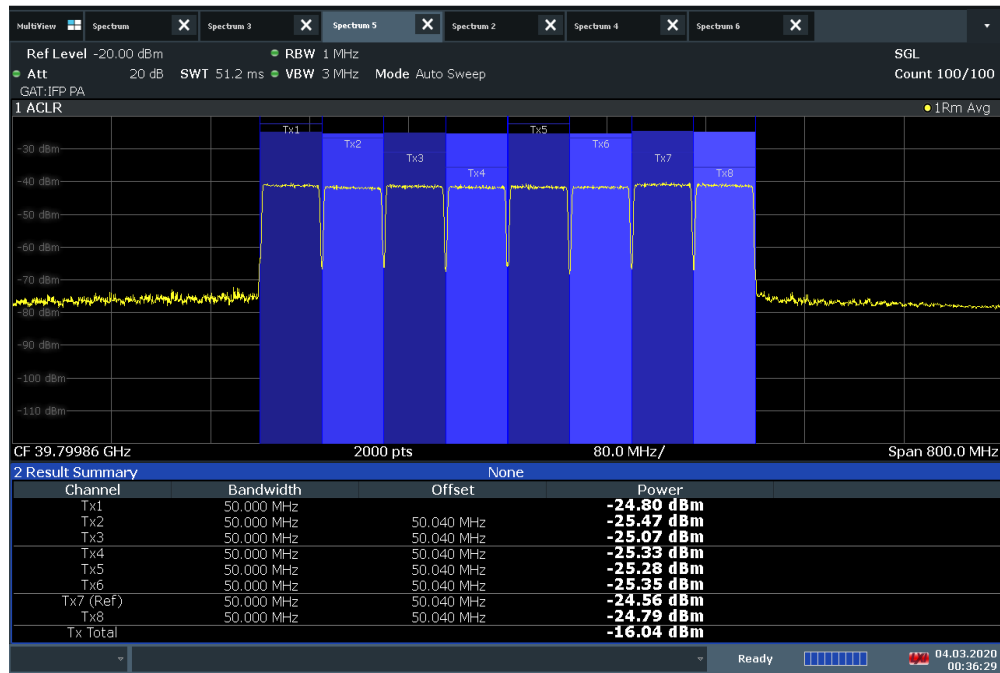 MultiView Spectrum X Spectrum 3 X Spectrum 5 X Spectrum 2 X Spectrum 4 X Spectrum 6 X
Ref Level -20.00 dBm RBW 1 MHz SGL
Att 20 dB SWT 51.2 ms VBW 3 MHz Mode Auto Sweep Count 100/100
GAT:IFP PA
1 ACLR 1Rm Avg
Tx1 Tx5
Tx2 Tx6
-30 dBm
Tx3 Tx7
Tx4 Tx8
-40 dBm
-50 dBm
-60 dBm
-70 dBm
-80 dBm
-90 dBm
-100 dBm
-110 dBm
CF 39.79986 GHz 2000 pts 80.0 MHz/ Span 800.0 MHz
2 Result Summary None
Channel Bandwidth Offset Power
Tx1 50.000 MHz -24.80 dBm
Tx2 50.000 MHz 50.040 MHz -25.47 dBm
Tx3 50.000 MHz 50.040 MHz -25.07 dBm
Tx4 50.000 MHz 50.040 MHz -25.33 dBm
Tx5 50.000 MHz 50.040 MHz -25.28 dBm
Tx6 50.000 MHz 50.040 MHz -25.35 dBm
Tx7 (Ref) 50.000 MHz 50.040 MHz -24.56 dBm
Tx8 50.000 MHz 50.040 MHz -24.79 dBm
Tx Total -16.04 dBm
Ready 04.03.2020
00:36:29